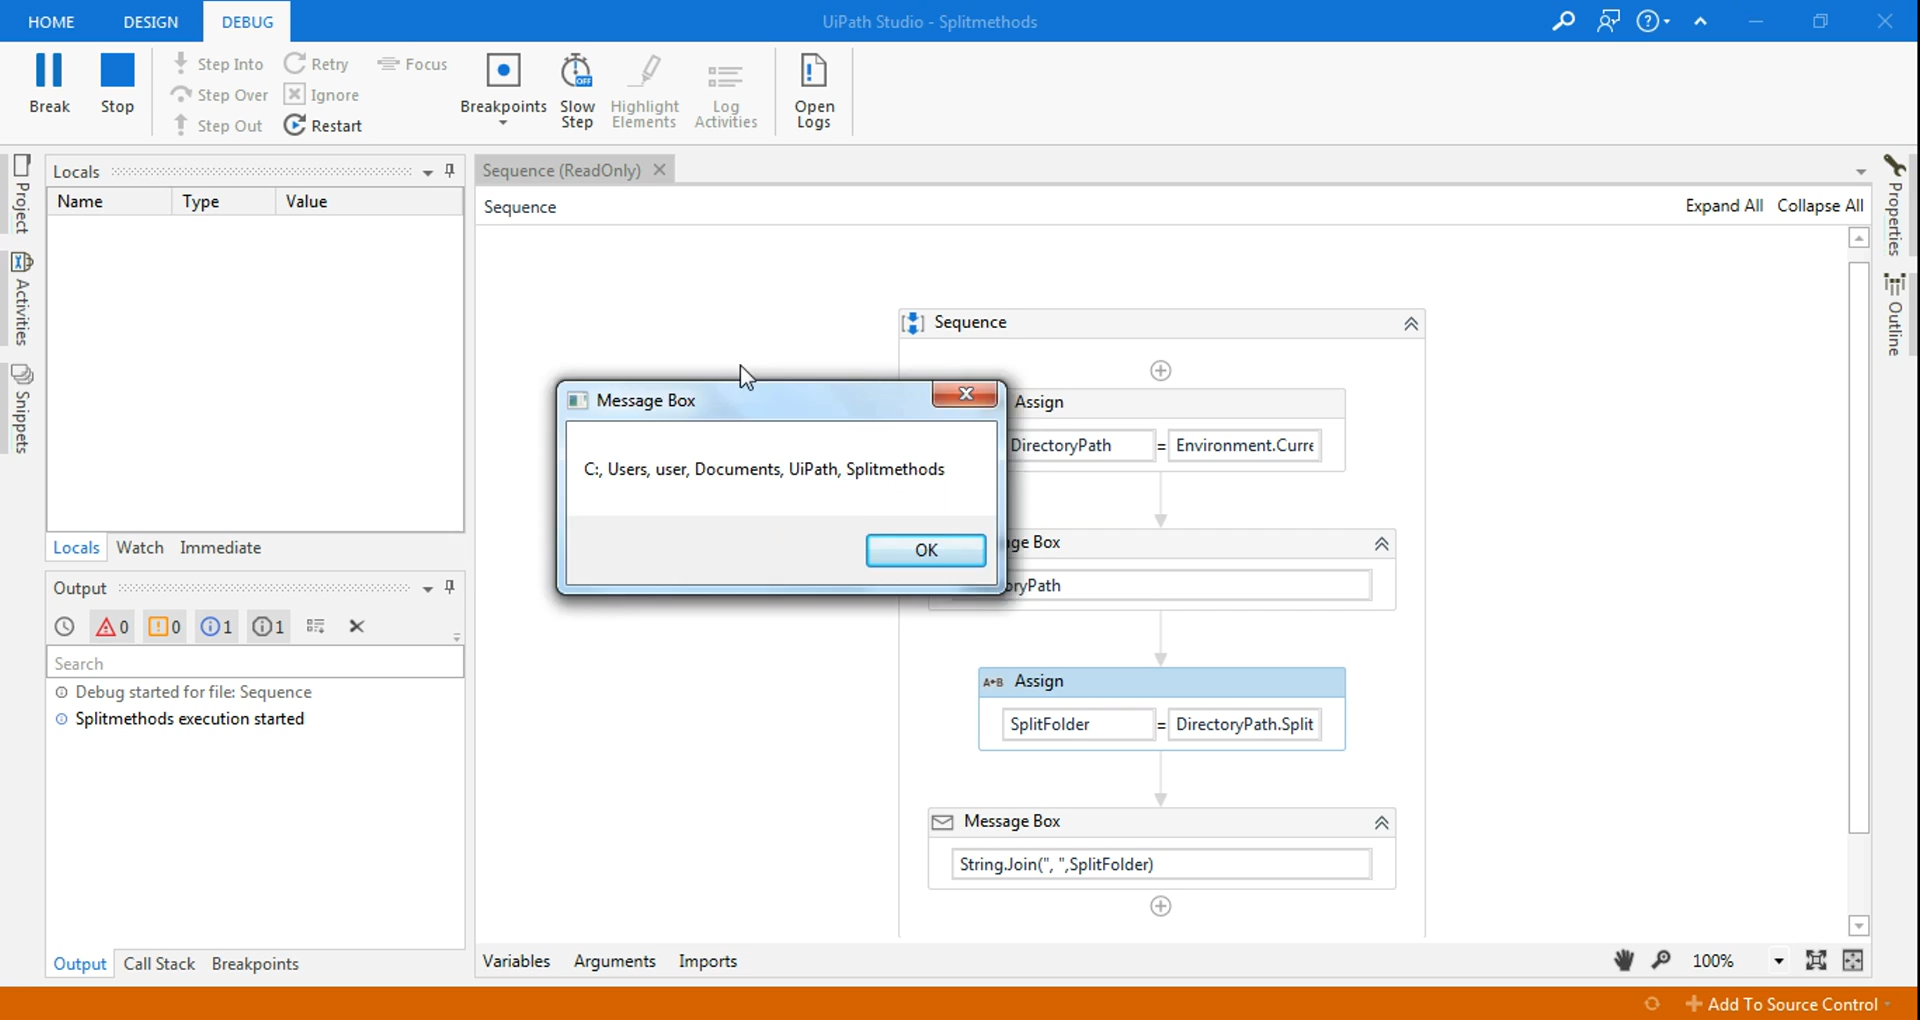 HOME DESIGN DEBUG UiPath Studio - Splitmethods
Break
Stop
Step Into
Step Over
Step Out
Retry
Ignore
Restart
Focus
Breakpoints
Slow Step
Highlight Elements
Log Activities
Open Logs
OFF
Project
Activities
Snippets
Locals
Name Type Value
Locals Watch Immediate
Output
0 0 1 1
Search
Debug started for file: Sequence
Splitmethods execution started
Output Call Stack Breakpoints
Sequence (ReadOnly)
Sequence Expand All Collapse All
Sequence
Assign
DirectoryPath = Environment.Curre
ge Box
oryPath
A+B Assign
SplitFolder = DirectoryPath.Split
Message Box
String.Join(", ",SplitFolder)
Message Box
C:, Users, user, Documents, UiPath, Splitmethods
OK
Variables Arguments Imports 100%
Properties
Outline
Add To Source Control